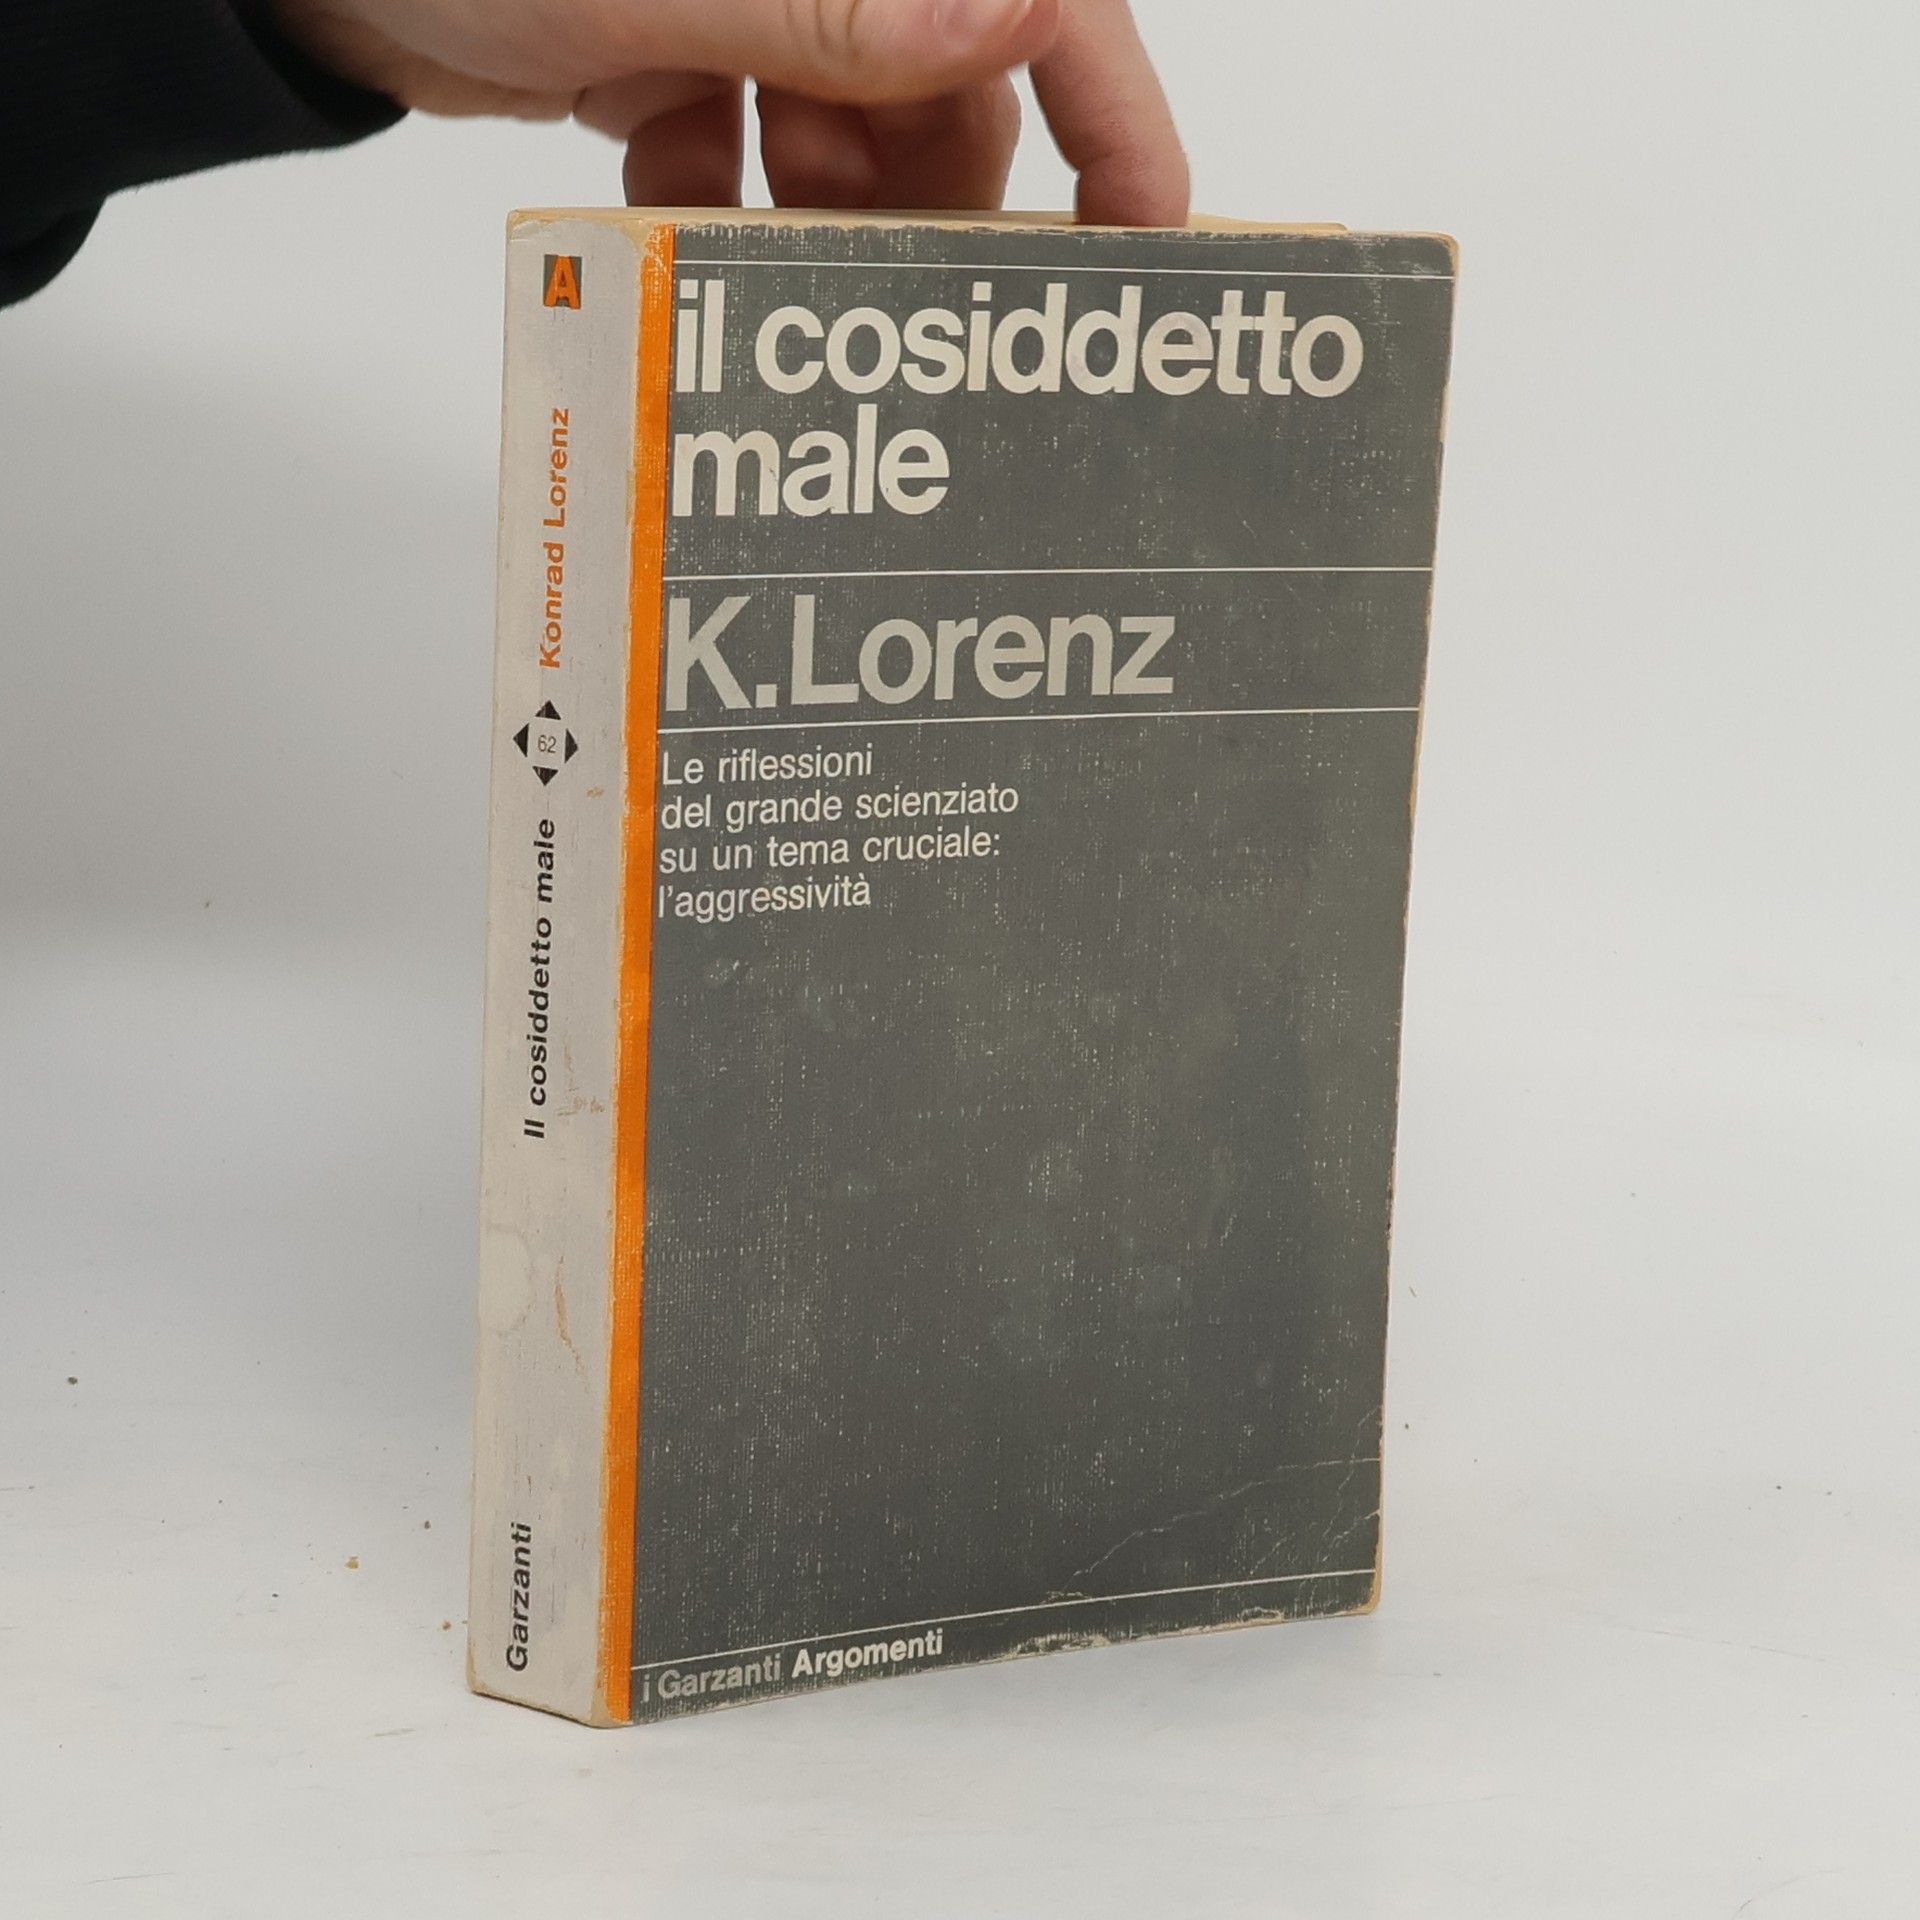 il cosiddetto
male
K. Lorenz
Le riflessioni
del grande scienziato
su un tema cruciale:
l'aggressività
i Garzanti Argomenti
A
Konrad Lorenz
62
Il cosiddetto male
Garzanti